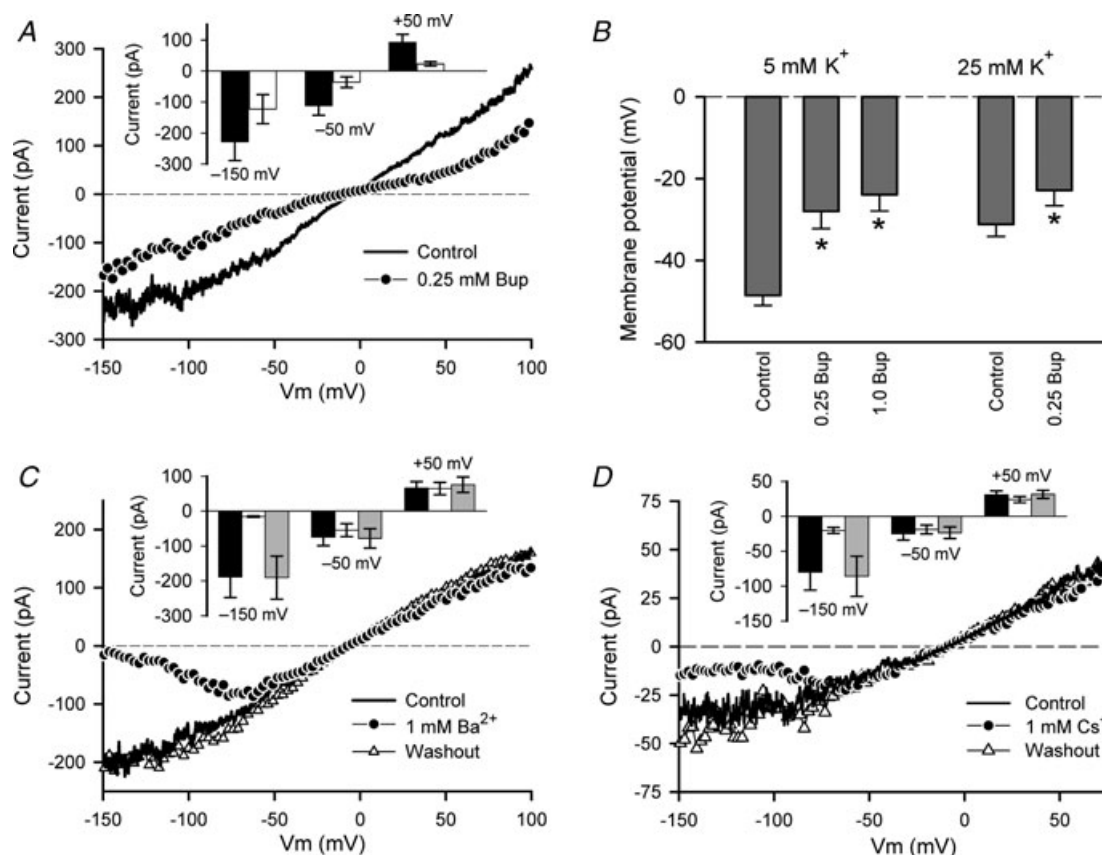 A
300
200
100
0
-100
-200
-300
Current (pA)
-150 -100 -50 0 50 100
Vm (mV)
100
0
-100
-200
-300
Current (pA)
+50 mV
–50 mV
–150 mV
Control
0.25 mM Bup
B
5 mM K+ 25 mM K+
0
-20
-40
-60
Membrane potential (mV)
*
*
*
Control
0.25 Bup
1.0 Bup
Control
0.25 Bup
C
200
100
0
-100
-200
Current (pA)
-150 -100 -50 0 50 100
Vm (mV)
100
0
-100
-200
-300
Current (pA)
+50 mV
–50 mV
–150 mV
Control
1 mM Ba2+
Washout
D
75
50
25
0
-25
-50
-75
Current (pA)
-150 -100 -50 0 50
Vm (mV)
50
0
-50
-100
-150
Current (pA)
+50 mV
–50 mV
–150 mV
Control
1 mM Cs
Washout